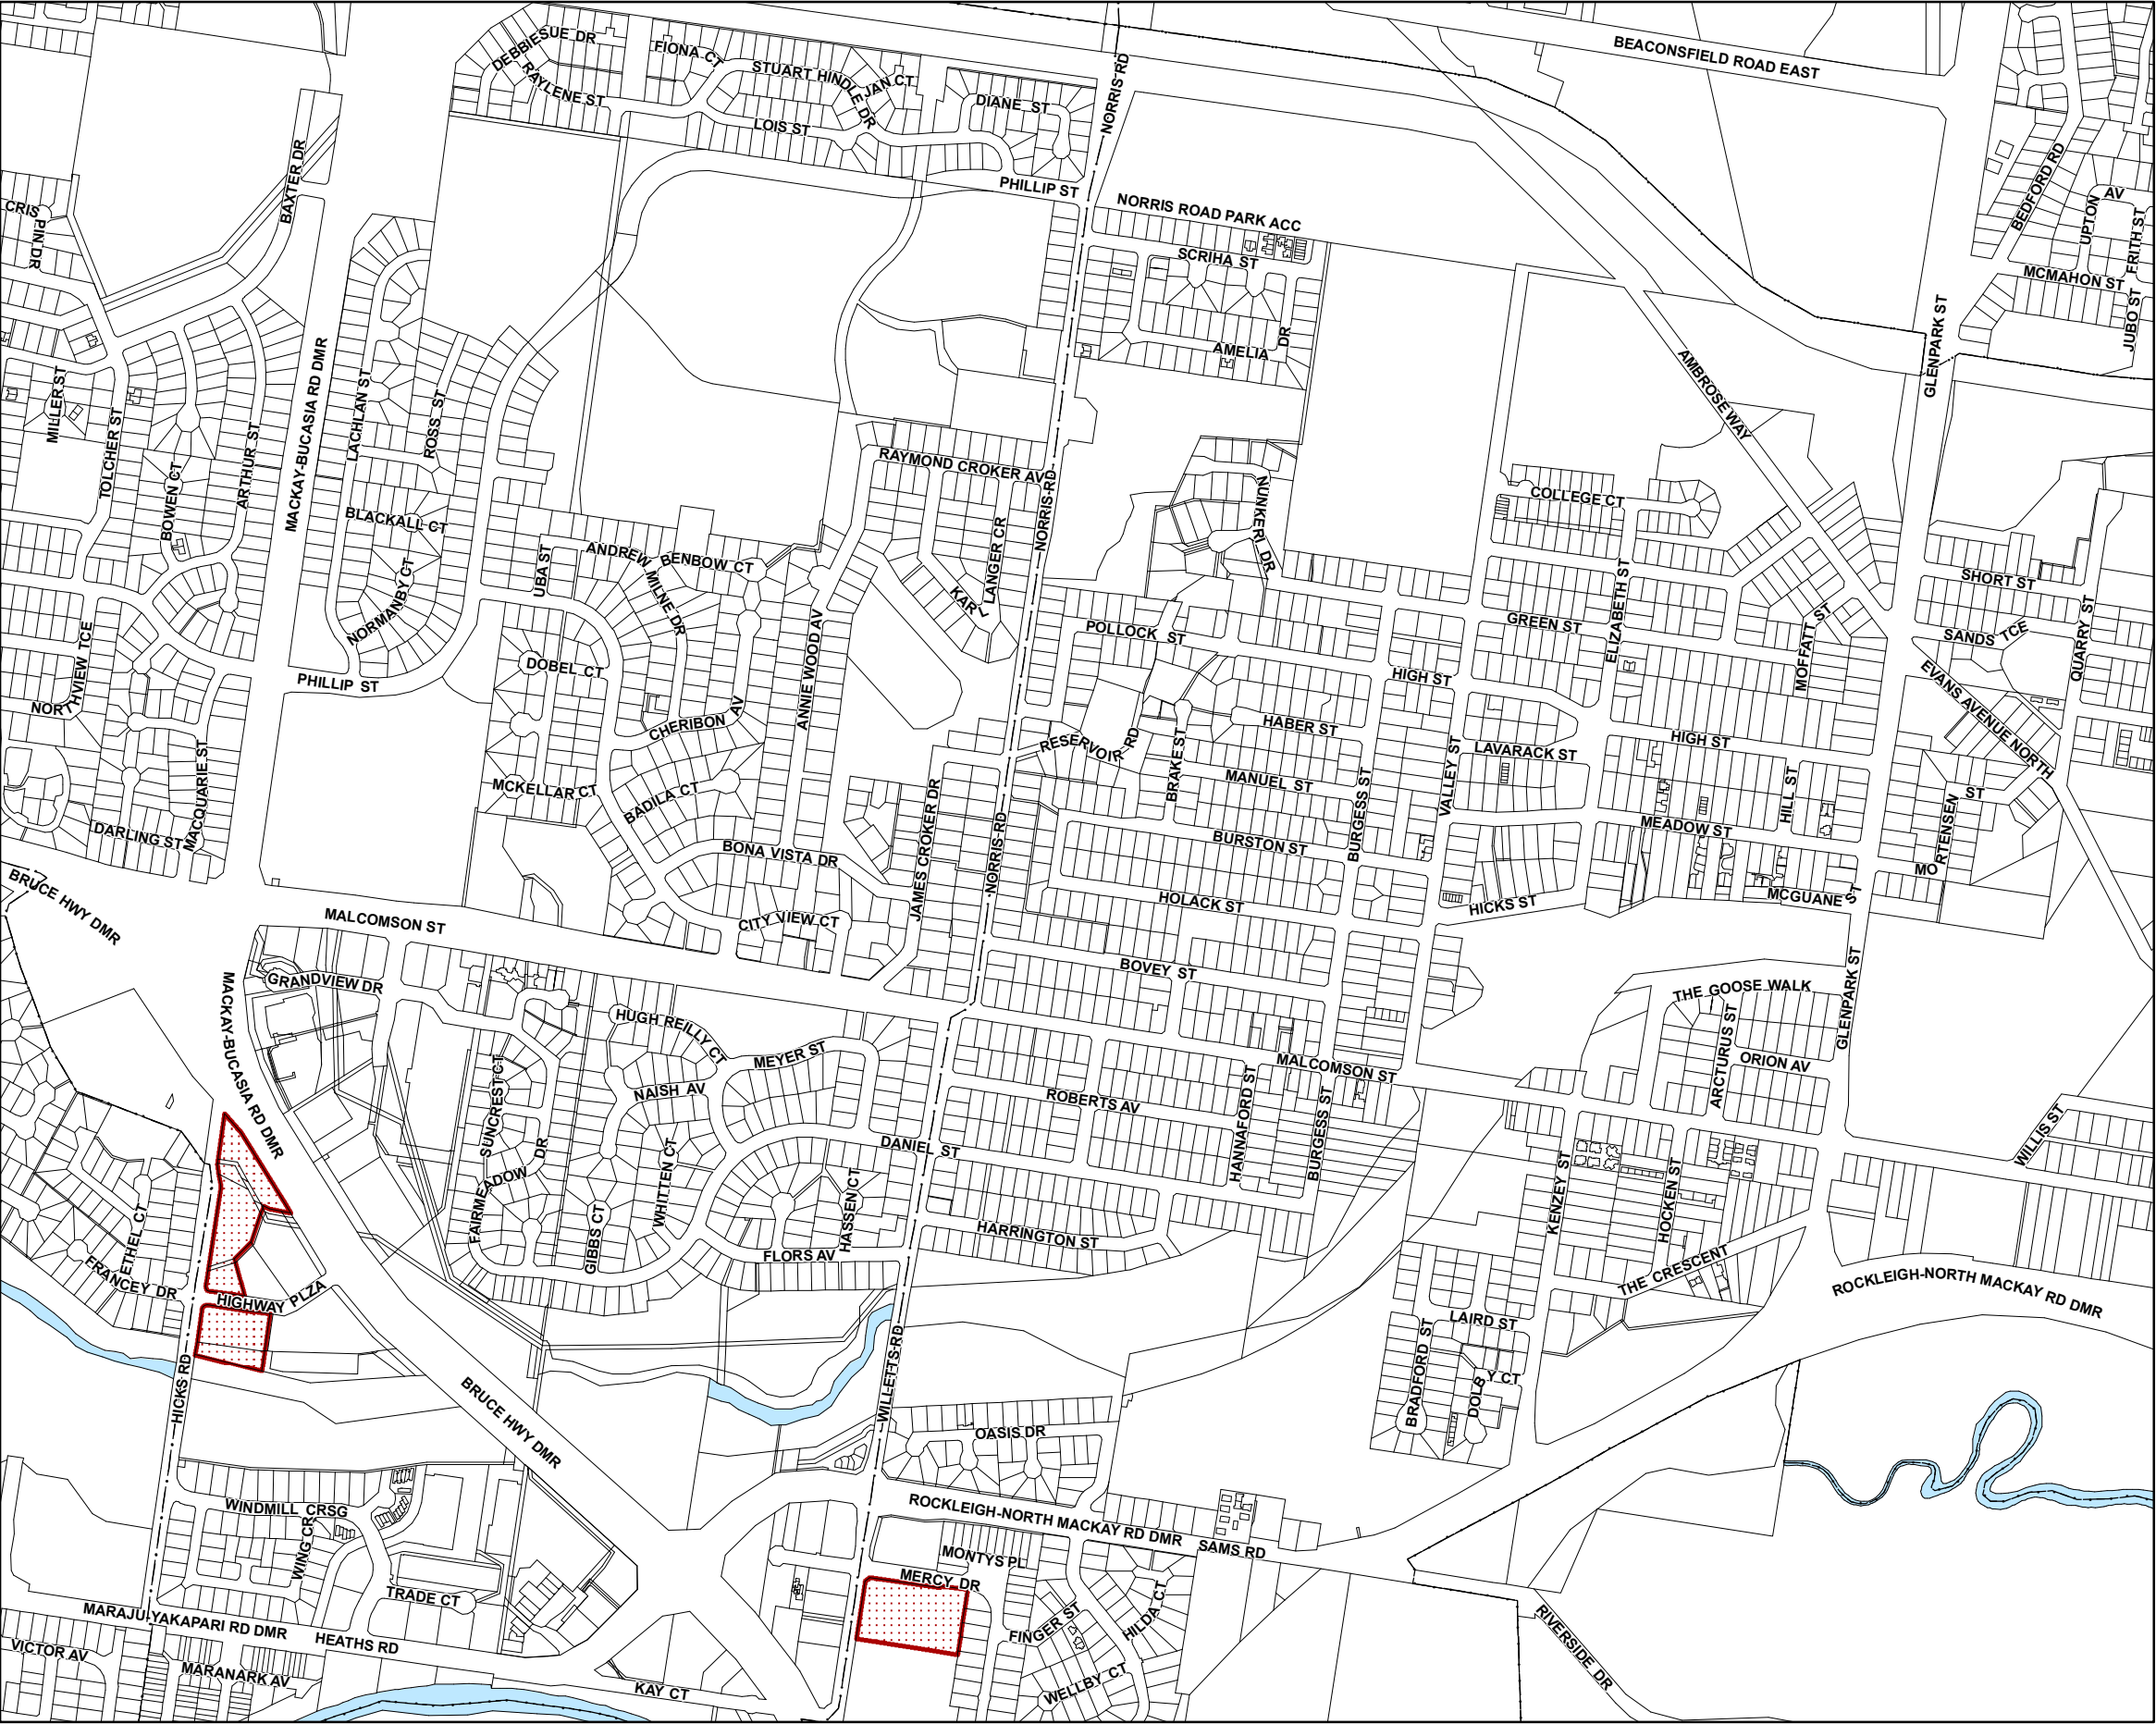 DEBBIESUE DR
FIONA CT
RAYLENE ST
STUART HINDLE DR
JAN CT
LOIS ST
DIANE ST
NORRIS RD
BEACONSFIELD ROAD EAST
BAXTER DR
PHILLIP ST
NORRIS ROAD PARK ACC
SCRIHA ST
AMELIA DR
BEDFORD RD
UPTON AV
FRITH ST
MCMAHON ST
JUBO ST
CRIS
PIN DR
GLENPARK ST
AMBROSE WAY
MILLER ST
TOLCHER ST
BOWEN CT
ARTHUR ST
MACKAY-BUCASIA RD DMR
LACHLAN ST
ROSS ST
BLACKALL CT
NORMANBY CT
RAYMOND CROKER AV
NORRIS RD
LANGER CR
KARL
NUNKERI DR
COLLEGE CT
UBA ST
ANDREW MILNE DR
BENBOW CT
ELIZABETH ST
GREEN ST
SHORT ST
SANDS TCE
QUARRY ST
EVANS AVENUE NORTH
MOFFATT ST
POLLOCK ST
HIGH ST
NORTHVIEW TCE
DOBEL CT
ANNIE WOOD AV
PHILLIP ST
CHERIBON AV
RESERVOIR RD
HABER ST
LAVARACK ST
HIGH ST
MACQUARIE ST
MCKELLAR CT
BADILA CT
BRAKE ST
MANUEL ST
BURGESS ST
VALLEY ST
HILL ST
MORTENSEN ST
MO
DARLING ST
BONA VISTA DR
JAMES CROKER DR
NORRIS RD
BURSTON ST
MEADOW ST
MCGUANE ST
BRUCE HWY DMR
MALCOMSON ST
CITY VIEW CT
HOLACK ST
HICKS ST
GRANDVIEW DR
BOVEY ST
THE GOOSE WALK
GLENPARK ST
MACKAY-BUCASIA RD DMR
HUGH REILLY CT
MEYER ST
NAISH AV
SUNCREST CT
MALCOMSON ST
ARCTURUS ST
ORION AV
ROBERTS AV
HANNAFORD ST
BURGESS ST
DANIEL ST
WILLIS ST
FAIRMEADOW DR
GIBBS CT
WHITTEN CT
HASSEN CT
FLORS AV
HARRINGTON ST
KENZEY ST
HOCKEN ST
THE CRESCENT
ETHEL CT
FRANCEY DR
HIGHWAY PLZA
HICKS RD
WILLETTS RD
ROCKLEIGH-NORTH MACKAY RD DMR
LAIRD ST
BRADFORD ST
DOLBY CT
BRUCE HWY DMR
OASIS DR
WINDMILL CRSG
WING CR
ROCKLEIGH-NORTH MACKAY RD DMR
SAMS RD
MONTYS PL
MERCY DR
TRADE CT
FINGER ST
HILDA CT
WELLBY CT
RIVERSIDE DR
MARAJU-YAKAPARI RD DMR
HEATHS RD
VICTOR AV
MARANARK AV
KAY CT